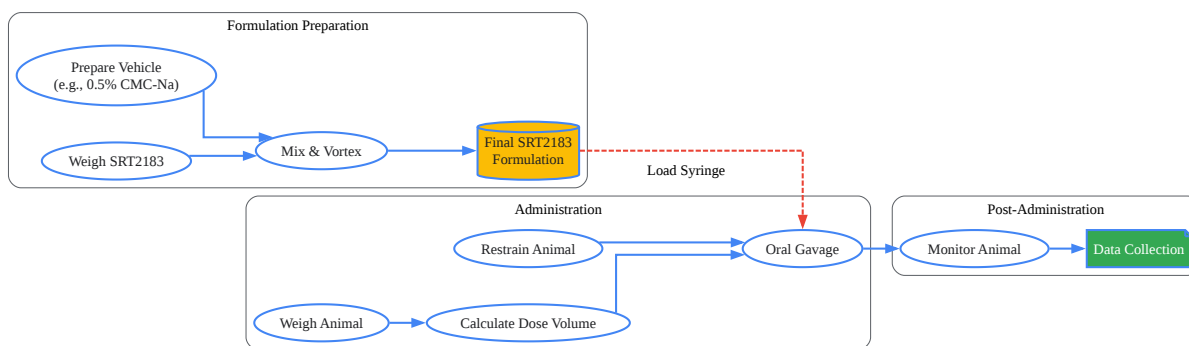 Formulation Preparation
Prepare Vehicle
(e.g., 0.5% CMC-Na)
Weigh SRT2183
Mix & Vortex
Final SRT2183
Formulation
Load Syringe
Administration
Restrain Animal
Oral Gavage
Weigh Animal
Calculate Dose Volume
Post-Administration
Monitor Animal
Data Collection